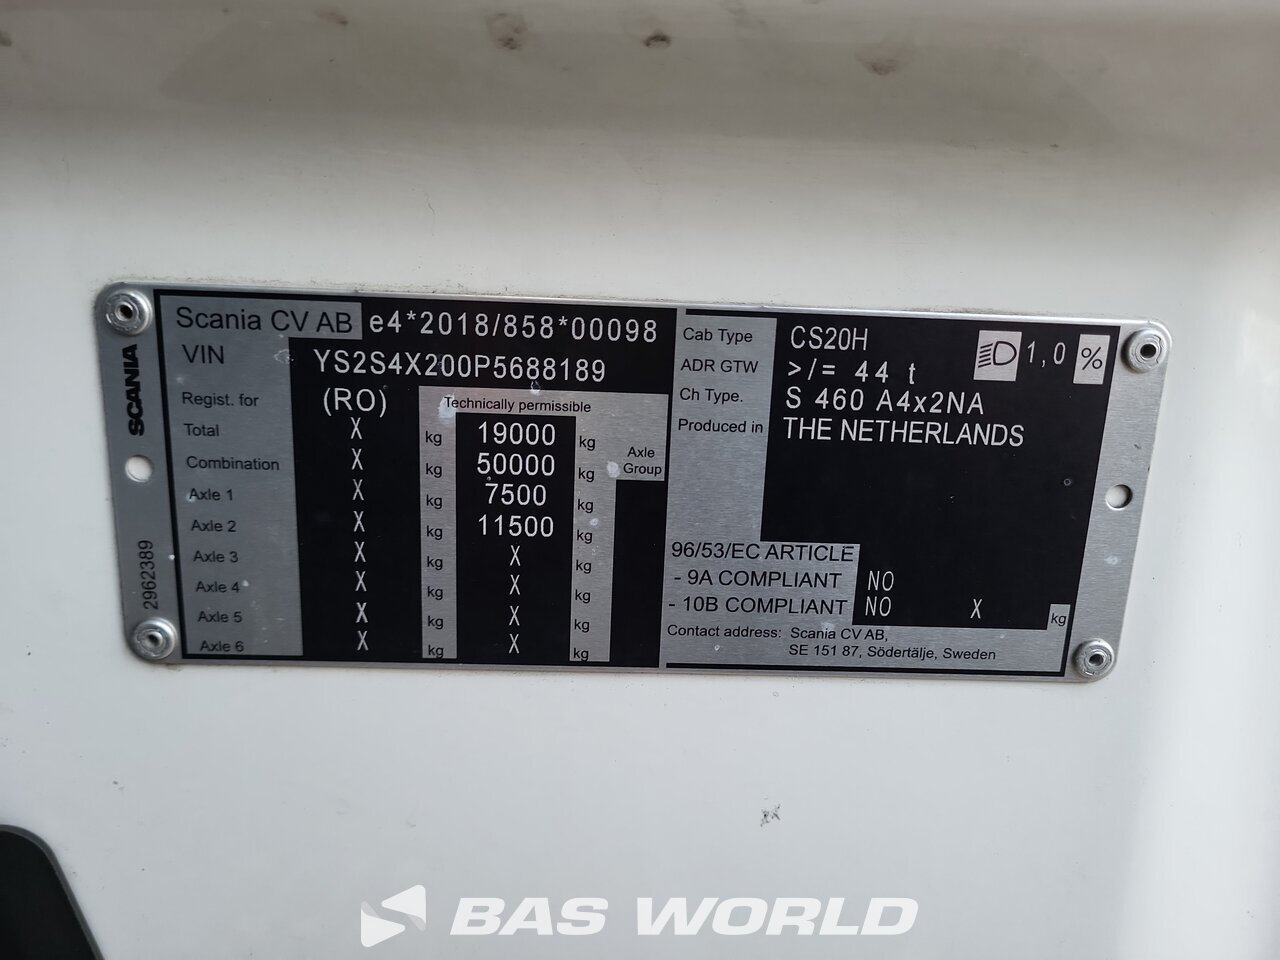 SCANIA
2962389
Scania CV AB e4*2018/858*00098
VIN YS2S4X200P5688189
Regist. for (RO) Technically permissible
Total X kg 19000 kg
Combination X kg 50000 kg Axle Group
Axle 1 X kg 7500 kg
Axle 2 X kg 11500 kg
Axle 3 X kg X kg
Axle 4 X kg X kg
Axle 5 X kg X kg
Axle 6 X kg X kg
Cab Type CS20H 1,0 %
ADR GTW >/= 44 t
Ch Type. S 460 A4x2NA
Produced in THE NETHERLANDS
96/53/EC ARTICLE
- 9A COMPLIANT NO
- 10B COMPLIANT NO X kg
Contact address: Scania CV AB,
SE 151 87, Södertälje, Sweden
BAS WORLD